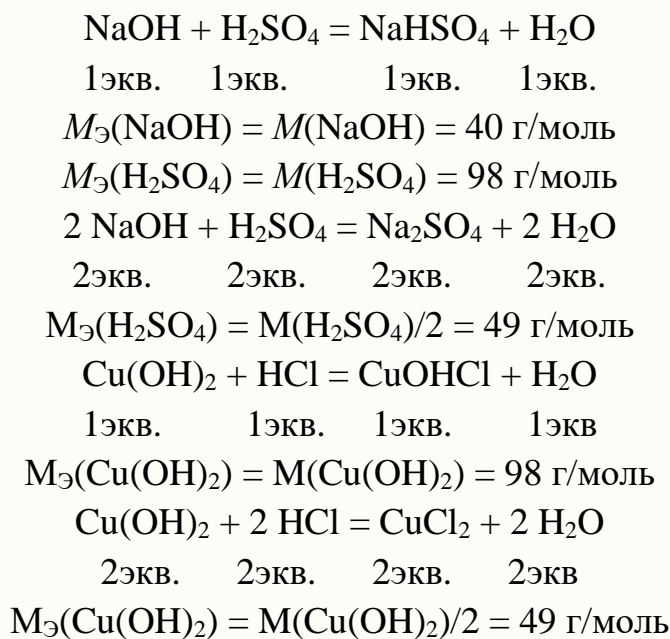 NaOH + H₂SO₄ = NaHSO₄ + H₂O
1экв. 1экв. 1экв. 1экв.
Mэ(NaOH) = M(NaOH) = 40 г/моль
Mэ(H₂SO₄) = M(H₂SO₄) = 98 г/моль
2 NaOH + H₂SO₄ = Na₂SO₄ + 2 H₂O
2экв. 2экв. 2экв. 2экв.
Mэ(H₂SO₄) = M(H₂SO₄)/2 = 49 г/моль
Cu(OH)₂ + HCl = CuOHCl + H₂O
1экв. 1экв. 1экв. 1экв
Mэ(Cu(OH)₂) = M(Cu(OH)₂) = 98 г/моль
Cu(OH)₂ + 2 HCl = CuCl₂ + 2 H₂O
2экв. 2экв. 2экв. 2экв
Mэ(Cu(OH)₂) = M(Cu(OH)₂)/2 = 49 г/моль